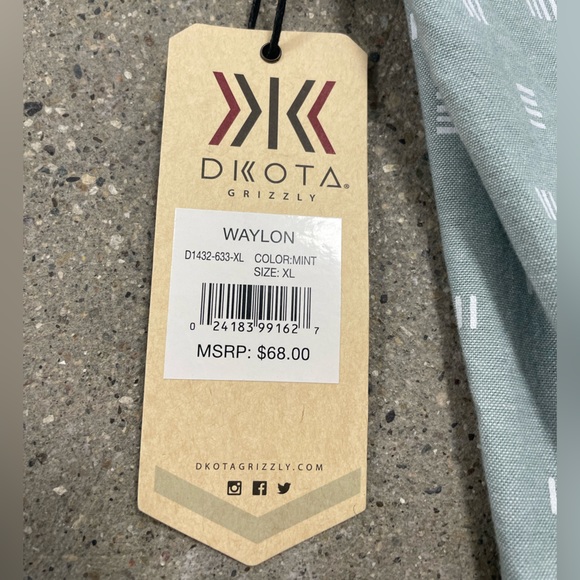 DKOTA®
GRIZZLY
WAYLON
D1432-633-XL COLOR:MINT
SIZE: XL
0 24183 99162 7
MSRP: $68.00
DKOTAGRIZZLY.COM